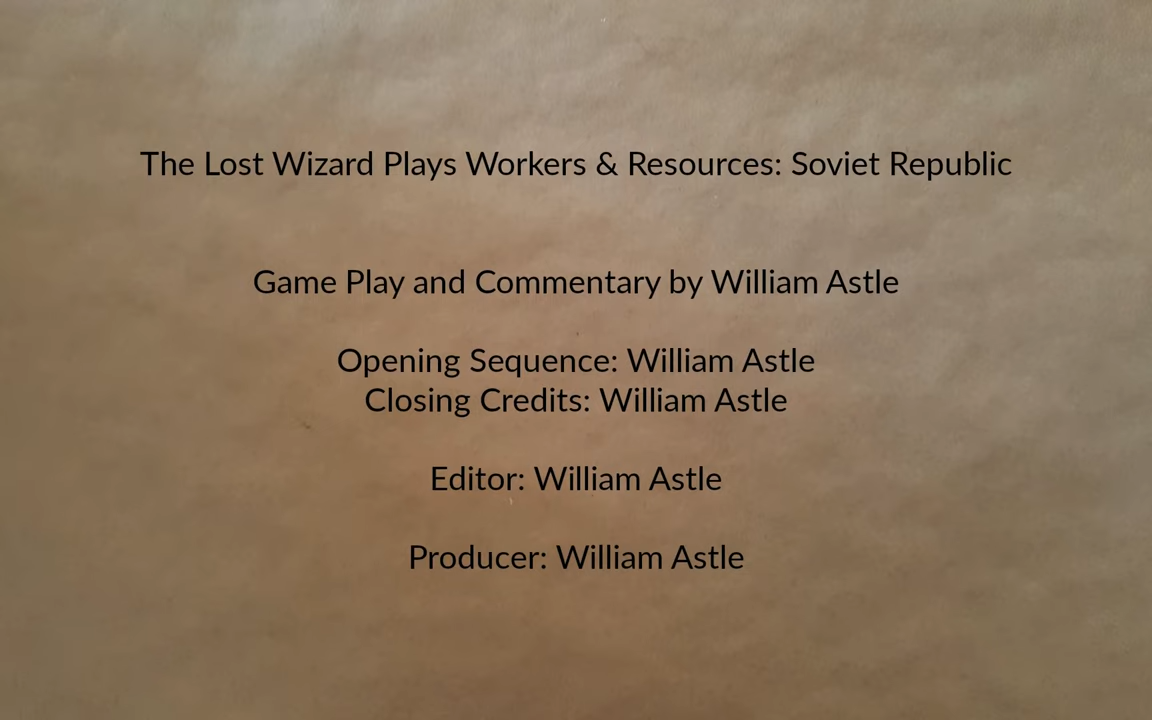 The Lost Wizard Plays Workers & Resources: Soviet Republic
Game Play and Commentary by William Astle
Opening Sequence: William Astle
Closing Credits: William Astle
Editor: William Astle
Producer: William Astle